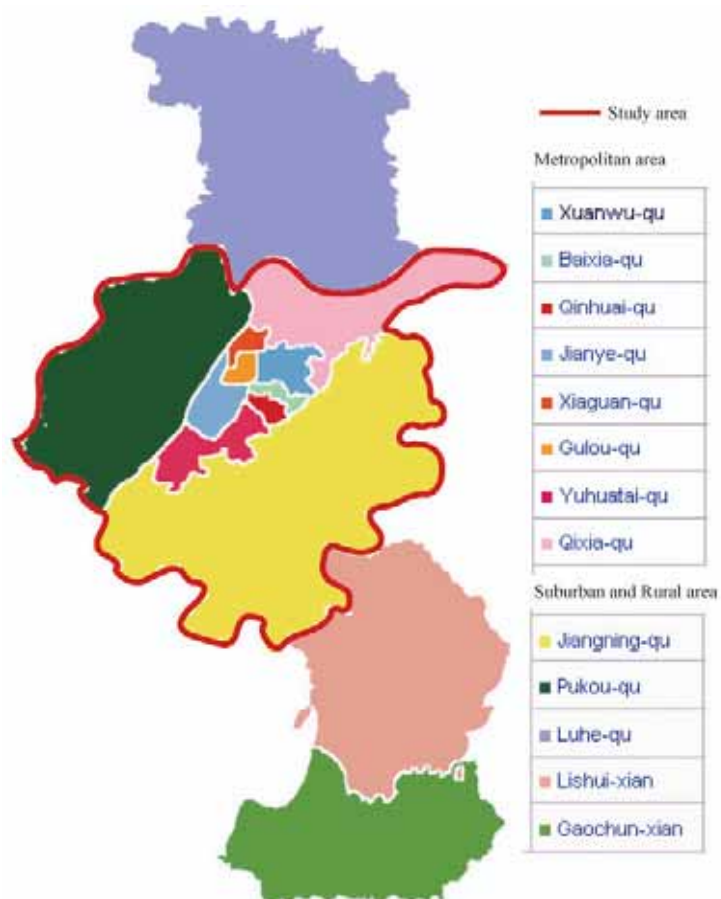 Study area
Metropolitan area
Xuanwu-qu
Baixia-qu
Qinhuai-qu
Jianye-qu
Xiaguan-qu
Gulou-qu
Yuhuatai-qu
Qixia-qu
Suburban and Rural area
Jiangning-qu
Pukou-qu
Luhe-qu
Lishui-xian
Gaochun-xian